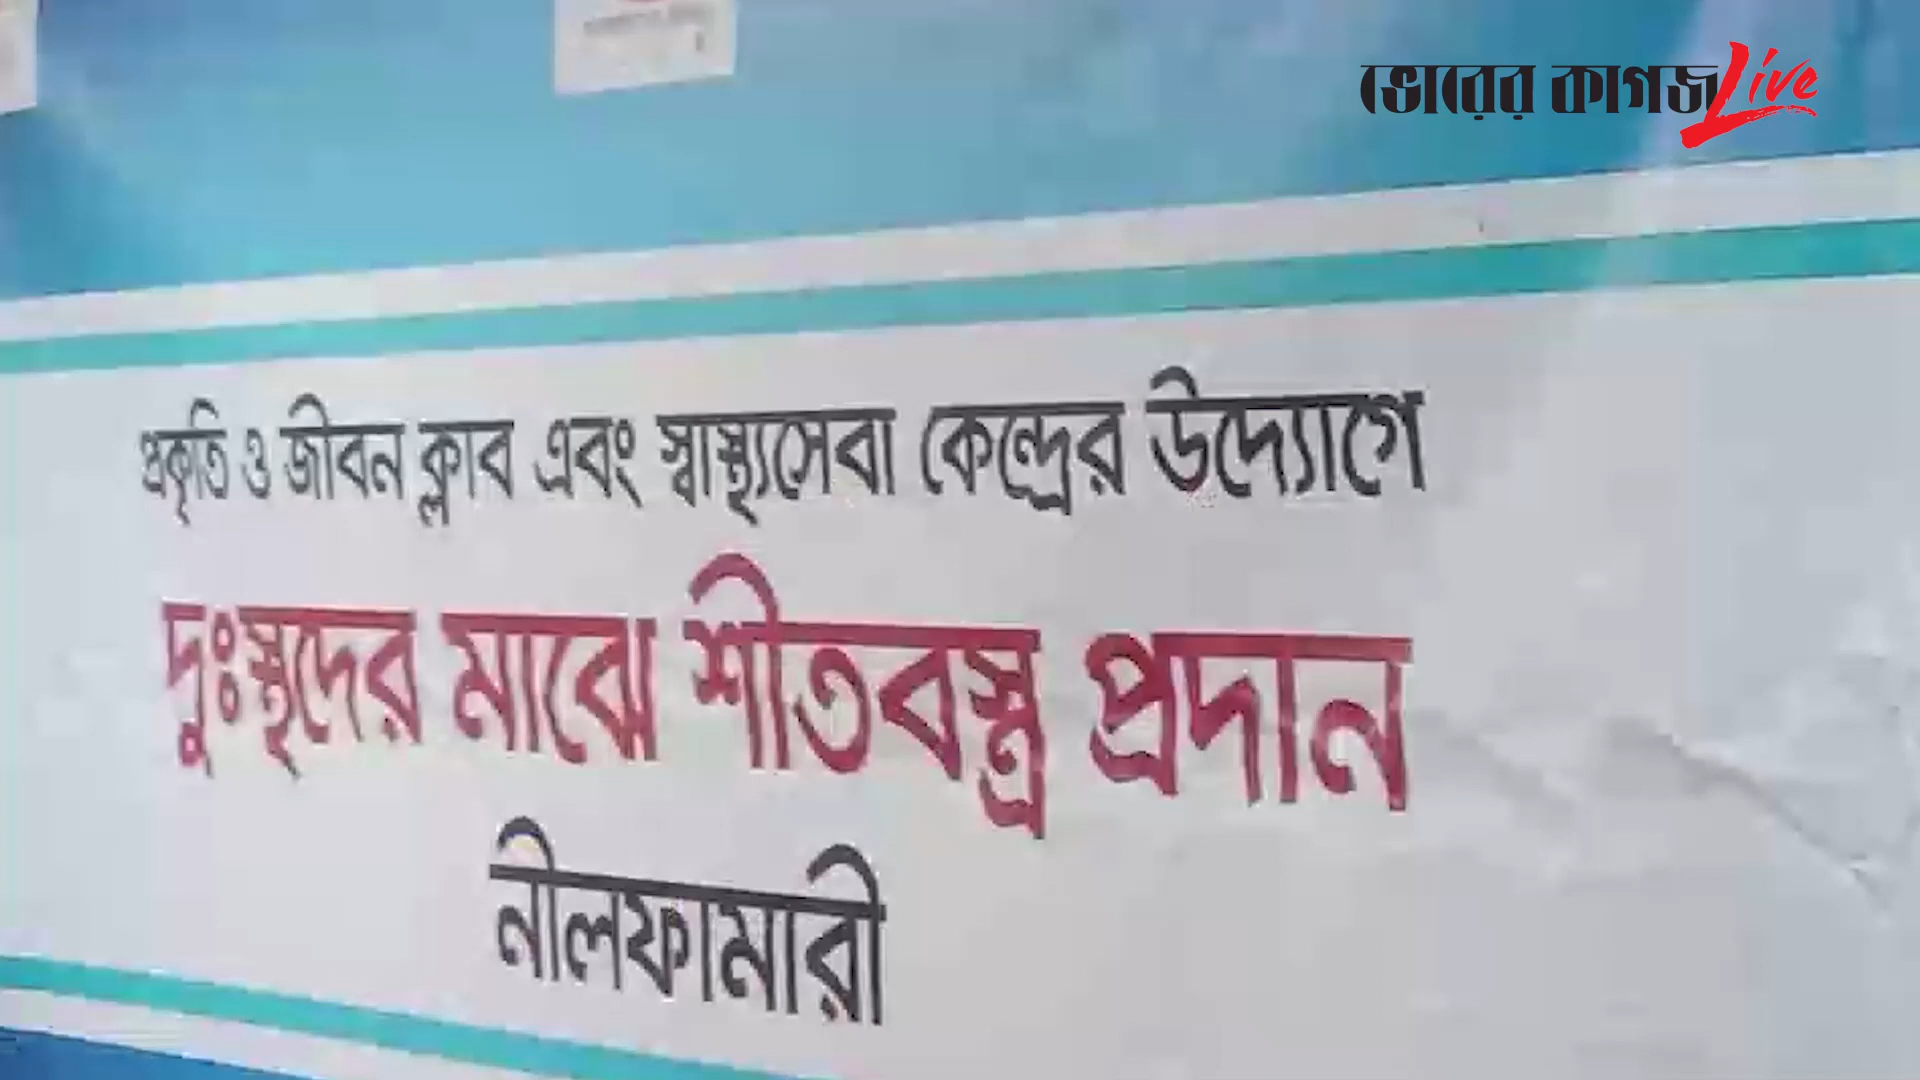 ভোরের কাগজ Live
প্রকৃতি ও জীবন ক্লাব এবং স্বাস্থ্যসেবা কেন্দ্রের উদ্যোগে
দুঃস্থদের মাঝে শীতবস্ত্র প্রদান
নীলফামারী